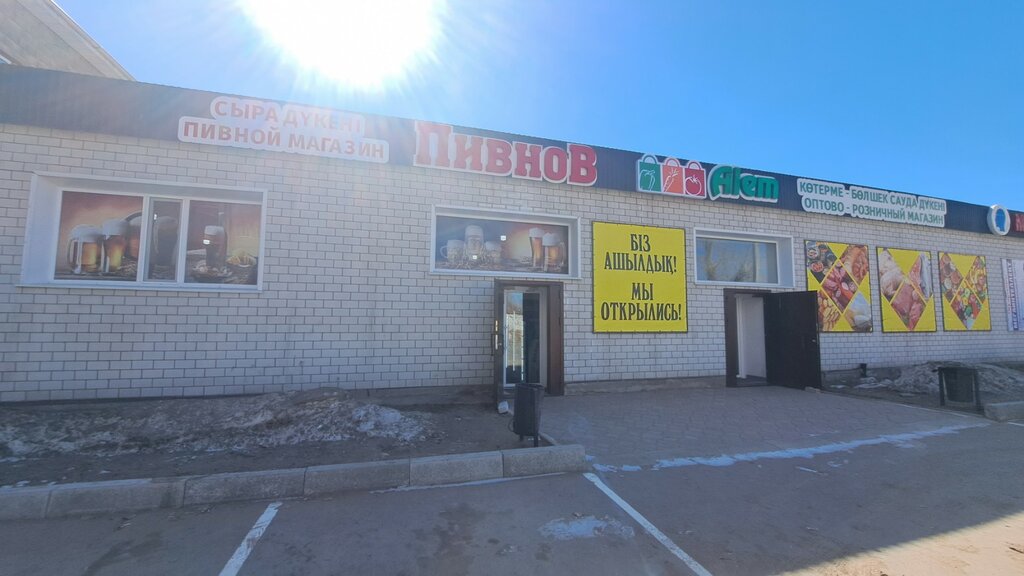 СЫРА ДҮКЕНІ
ПИВНОЙ МАГАЗИН
ПИВНОВ
Alem
КӨТЕРМЕ - БӨЛШЕК САУДА ДҮКЕНІ
ОПТОВО-РОЗНИЧНЫЙ МАГАЗИН
БІЗ
АШЫЛДЫҚ!
МЫ
ОТКРЫЛИСЬ!